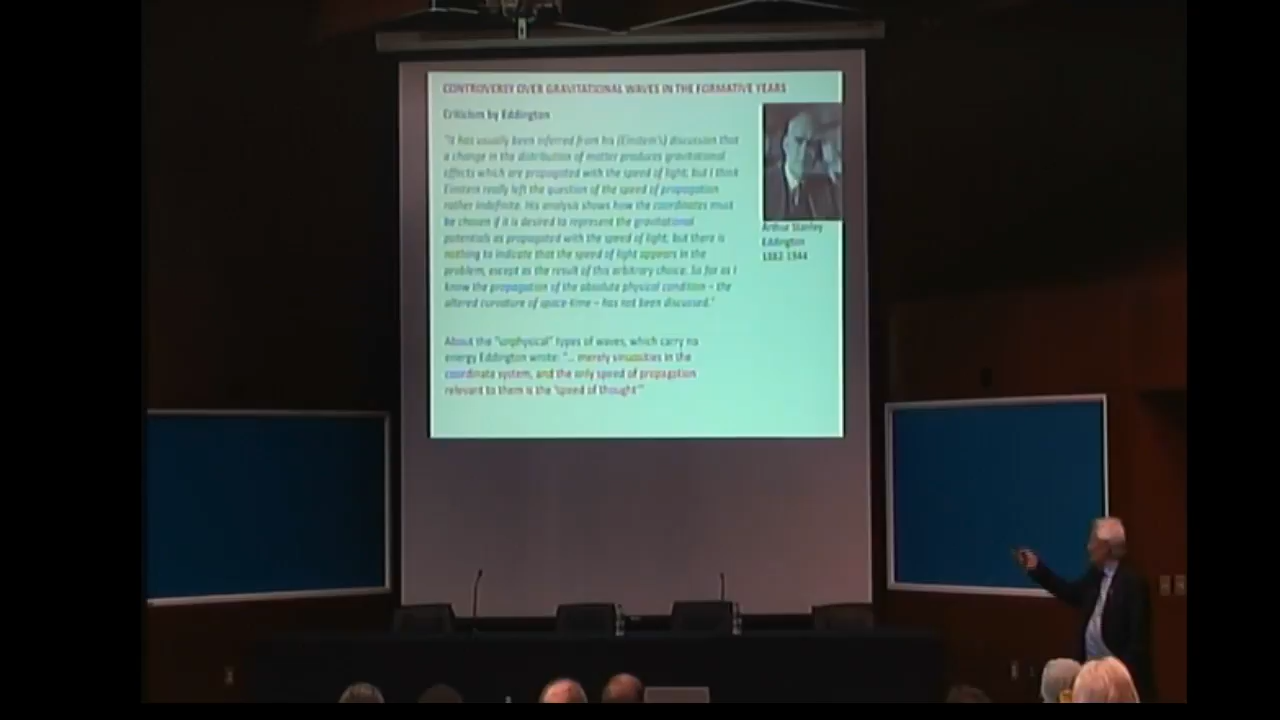 CONTROVERSY OVER GRAVITATIONAL WAVES IN THE FORMATIVE YEARS
Criticism by Eddington
"It has usually been inferred from his (Einstein's) discussion that
a change in the distribution of matter produces gravitational
effects which are propagated with the speed of light; but I think
Einstein really left the question of the speed of propagation
rather indefinite. His analysis shows how the coordinates must
be chosen if it is desired to represent the gravitational
potentials as propagated with the speed of light; but there is
nothing to indicate that the speed of light appears in the
problem, except as the result of this arbitrary choice. So far as I
know the propagation of the absolute physical condition – the
altered curvature of space-time – has not been discussed."
Arthur Stanley
Eddington
1882-1944
About the "unphysical" types of waves, which carry no
energy Eddington wrote: "... merely sinuosities in the
coordinate system, and the only speed of propagation
relevant to them is the 'speed of thought'"